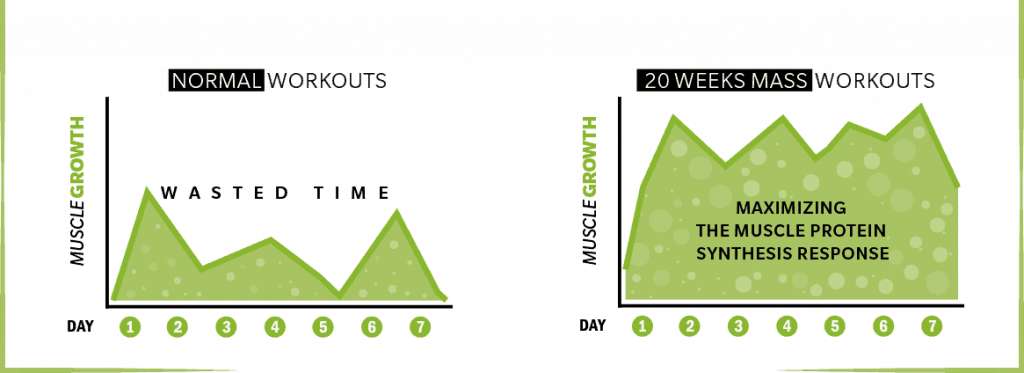 NORMAL WORKOUTS
MUSCLE GROWTH
WASTED TIME
DAY 1 2 3 4 5 6 7
20 WEEKS MASS WORKOUTS
MUSCLE GROWTH
MAXIMIZING
THE MUSCLE PROTEIN
SYNTHESIS RESPONSE
DAY 1 2 3 4 5 6 7